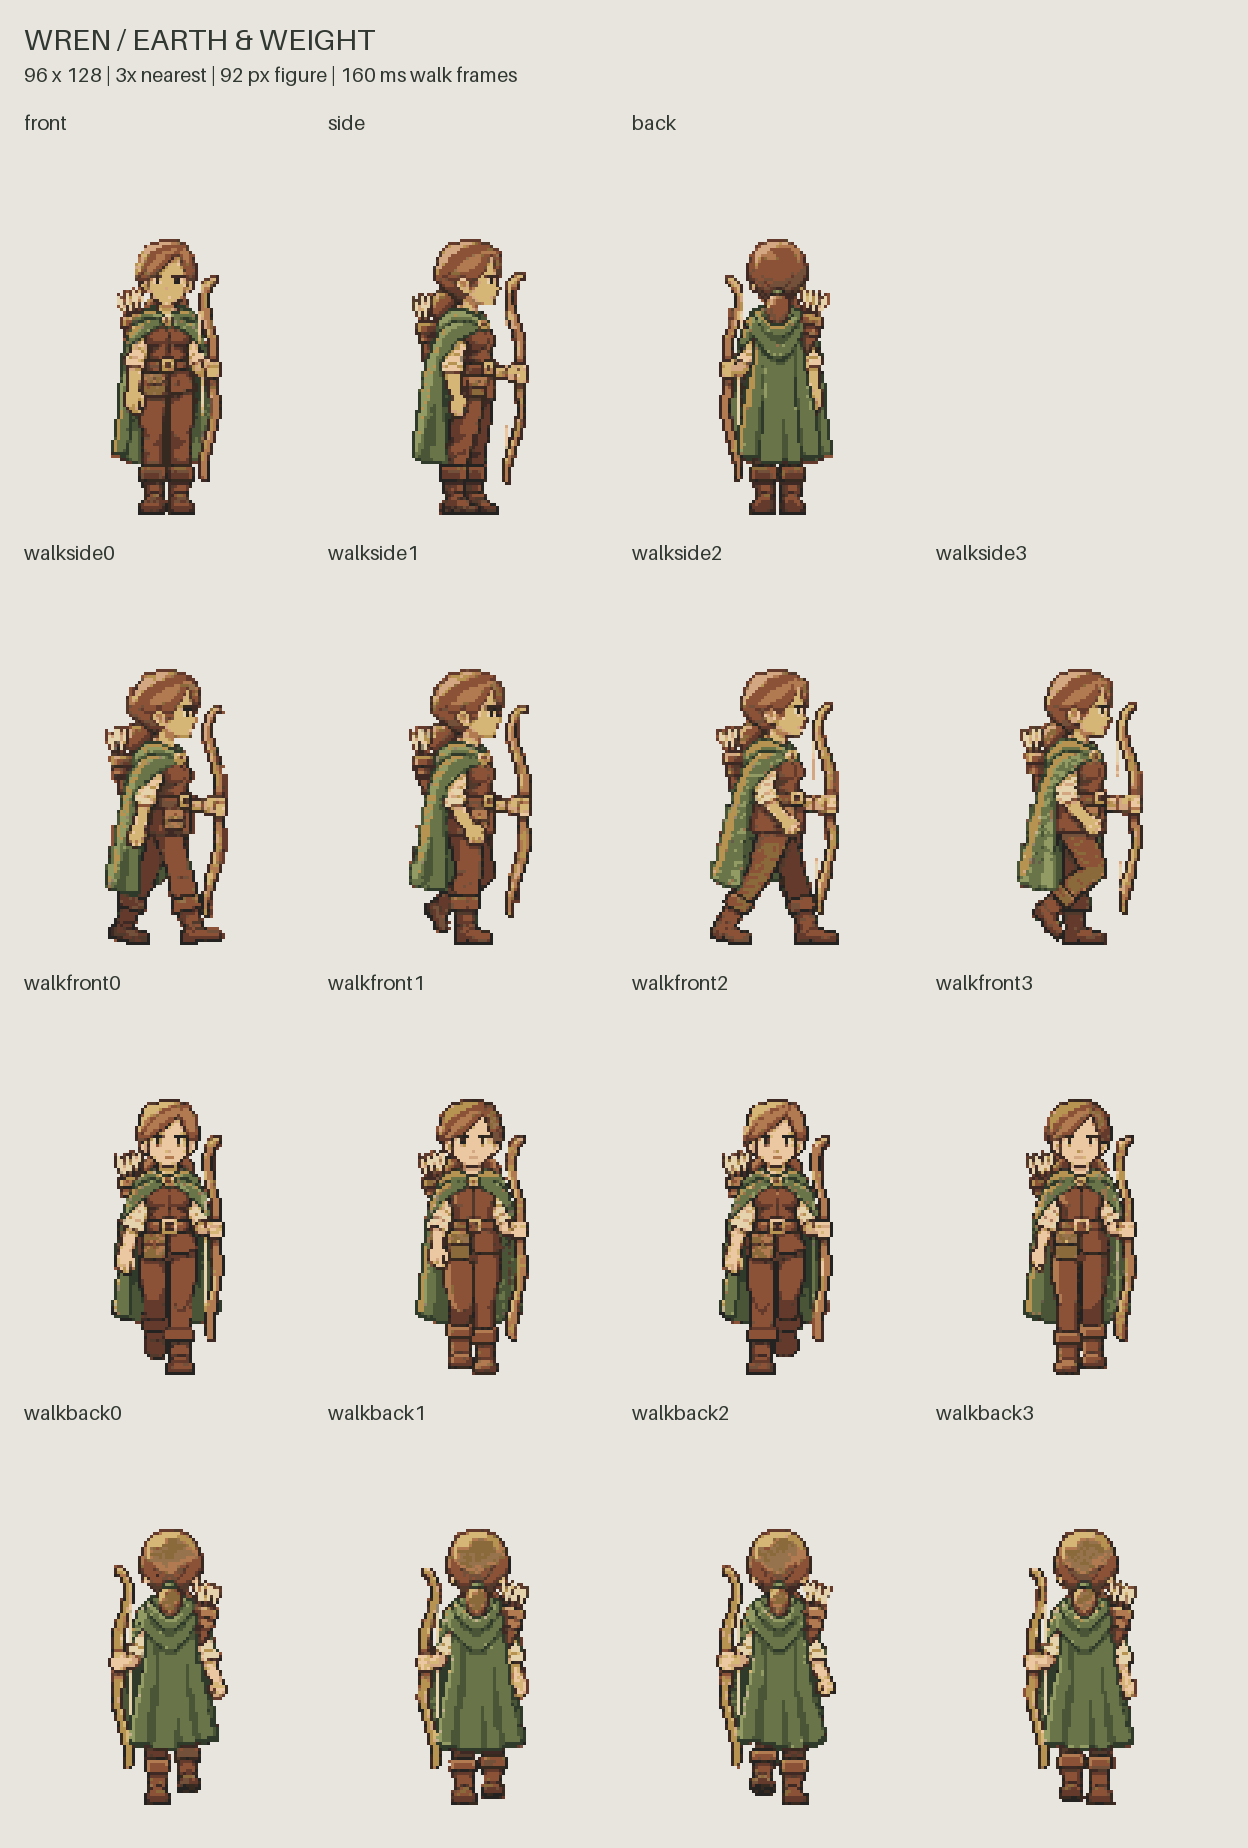 WREN / EARTH & WEIGHT
96 x 128 | 3x nearest | 92 px figure | 160 ms walk frames
front side back
walkside0 walkside1 walkside2 walkside3
walkfront0 walkfront1 walkfront2 walkfront3
walkback0 walkback1 walkback2 walkback3